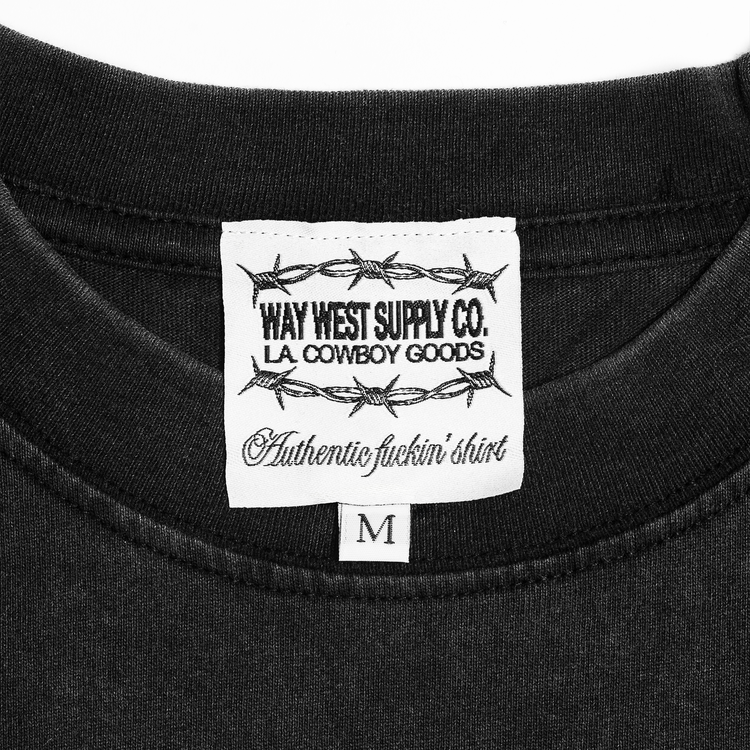 WAY WEST SUPPLY CO.
L.A. COWBOY GOODS
Authentic fuckin' shirt
M